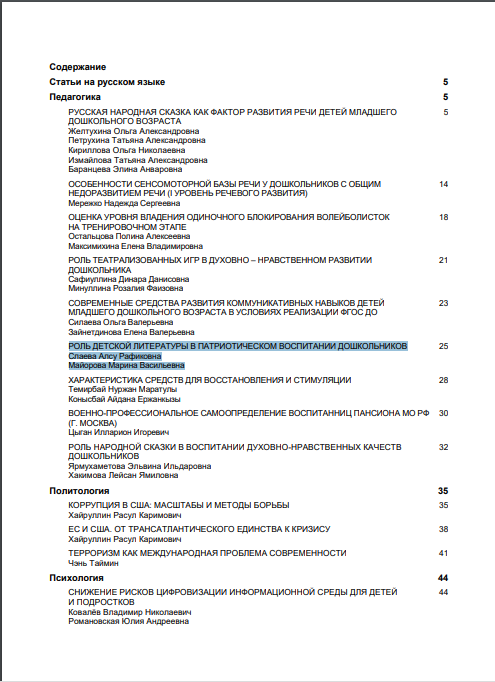 Содержание
Статьи на русском языке 5
Педагогика 5
РУССКАЯ НАРОДНАЯ СКАЗКА КАК ФАКТОР РАЗВИТИЯ РЕЧИ ДЕТЕЙ МЛАДШЕГО 5
ДОШКОЛЬНОГО ВОЗРАСТА
Желтухина Ольга Александровна
Петрухина Татьяна Александровна
Кириллова Ольга Николаевна
Измайлова Татьяна Александровна
Баранцева Элина Анваровна
ОСОБЕННОСТИ СЕНСОМОТОРНОЙ БАЗЫ РЕЧИ У ДОШКОЛЬНИКОВ С ОБЩИМ 14
НЕДОРАЗВИТИЕМ РЕЧИ (I УРОВЕНЬ РЕЧЕВОГО РАЗВИТИЯ)
Мережко Надежда Сергеевна
ОЦЕНКА УРОВНЯ ВЛАДЕНИЯ ОДИНОЧНОГО БЛОКИРОВАНИЯ ВОЛЕЙБОЛИСТОК 18
НА ТРЕНИРОВОЧНОМ ЭТАПЕ
Остальцова Полина Алексеевна
Максимихина Елена Владимировна
РОЛЬ ТЕАТРАЛИЗОВАННЫХ ИГР В ДУХОВНО – НРАВСТВЕННОМ РАЗВИТИИ 21
ДОШКОЛЬНИКА
Сафиуллина Динара Данисовна
Минуллина Розалия Фаизовна
СОВРЕМЕННЫЕ СРЕДСТВА РАЗВИТИЯ КОММУНИКАТИВНЫХ НАВЫКОВ ДЕТЕЙ 23
МЛАДШЕГО ДОШКОЛЬНОГО ВОЗРАСТА В УСЛОВИЯХ РЕАЛИЗАЦИИ ФГОС ДО
Силаева Ольга Валерьевна
Зайнетдинова Елена Валерьевна
РОЛЬ ДЕТСКОЙ ЛИТЕРАТУРЫ В ПАТРИОТИЧЕСКОМ ВОСПИТАНИИ ДОШКОЛЬНИКОВ 25
Слаева Алсу Рафиковна
Майорова Марина Васильевна
ХАРАКТЕРИСТИКА СРЕДСТВ ДЛЯ ВОССТАНОВЛЕНИЯ И СТИМУЛЯЦИИ 28
Темирбай Нуржан Маратулы
Конысбай Айдана Ержанкызы
ВОЕННО-ПРОФЕССИОНАЛЬНОЕ САМООПРЕДЕЛЕНИЕ ВОСПИТАННИЦ ПАНСИОНА МО РФ 30
(Г. МОСКВА)
Цыган Илларион Игоревич
РОЛЬ НАРОДНОЙ СКАЗКИ В ВОСПИТАНИИ ДУХОВНО-НРАВСТВЕННЫХ КАЧЕСТВ 32
ДОШКОЛЬНИКОВ
Ярмухаметова Эльвина Ильдаровна
Хакимова Лейсан Ямиловна
Политология 35
КОРРУПЦИЯ В США: МАСШТАБЫ И МЕТОДЫ БОРЬБЫ 35
Хайруллин Расул Каримович
ЕС И США. ОТ ТРАНСАТЛАНТИЧЕСКОГО ЕДИНСТВА К КРИЗИСУ 38
Хайруллин Расул Каримович
ТЕРРОРИЗМ КАК МЕЖДУНАРОДНАЯ ПРОБЛЕМА СОВРЕМЕННОСТИ 41
Чэнь Таймин
Психология 44
СНИЖЕНИЕ РИСКОВ ЦИФРОВИЗАЦИИ ИНФОРМАЦИОННОЙ СРЕДЫ ДЛЯ ДЕТЕЙ 44
И ПОДРОСТКОВ
Ковалёв Владимир Николаевич
Романовская Юлия Андреевна